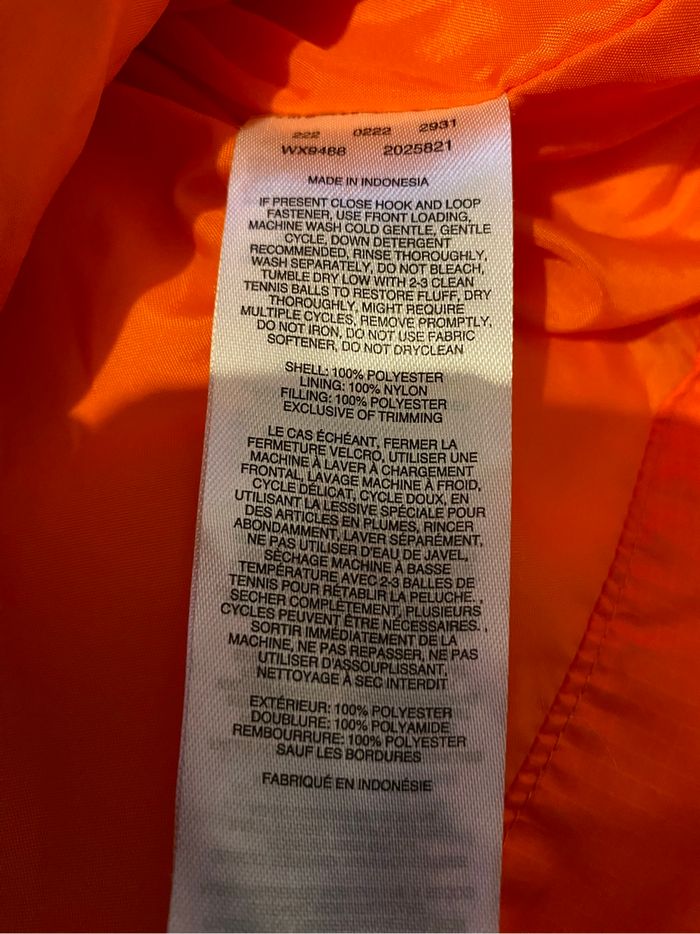 222 0222 2931
WX9488 2025821
MADE IN INDONESIA
IF PRESENT CLOSE HOOK AND LOOP
FASTENER, USE FRONT LOADING,
MACHINE WASH COLD GENTLE, GENTLE
CYCLE, DOWN DETERGENT
RECOMMENDED, RINSE THOROUGHLY,
WASH SEPARATELY, DO NOT BLEACH,
TUMBLE DRY LOW WITH 2-3 CLEAN
TENNIS BALLS TO RESTORE FLUFF, DRY
THOROUGHLY, MIGHT REQUIRE
MULTIPLE CYCLES, REMOVE PROMPTLY,
DO NOT IRON, DO NOT USE FABRIC
SOFTENER, DO NOT DRYCLEAN
SHELL: 100% POLYESTER
LINING: 100% NYLON
FILLING: 100% POLYESTER
EXCLUSIVE OF TRIMMING
LE CAS ÉCHÉANT, FERMER LA
FERMETURE VELCRO, UTILISER UNE
MACHINE À LAVER À CHARGEMENT
FRONTAL, LAVAGE MACHINE À FROID,
CYCLE DÉLICAT, CYCLE DOUX, EN
UTILISANT LA LESSIVE SPÉCIALE POUR
DES ARTICLES EN PLUMES, RINCER
ABONDAMMENT, LAVER SÉPARÉMENT,
NE PAS UTILISER D'EAU DE JAVEL,
SÉCHAGE MACHINE À BASSE
TEMPÉRATURE AVEC 2-3 BALLES DE
TENNIS POUR RÉTABLIR LA PELUCHE. ,
SECHER COMPLÈTEMENT, PLUSIEURS
CYCLES PEUVENT ÊTRE NÉCESSAIRES. ,
SORTIR IMMÉDIATEMENT DE LA
MACHINE, NE PAS REPASSER, NE PAS
UTILISER D'ASSOUPLISSANT,
NETTOYAGE À SEC INTERDIT
EXTÉRIEUR: 100% POLYESTER
DOUBLURE: 100% POLYAMIDE
REMBOURRURE: 100% POLYESTER
SAUF LES BORDURES
FABRIQUÉ EN INDONÉSIE